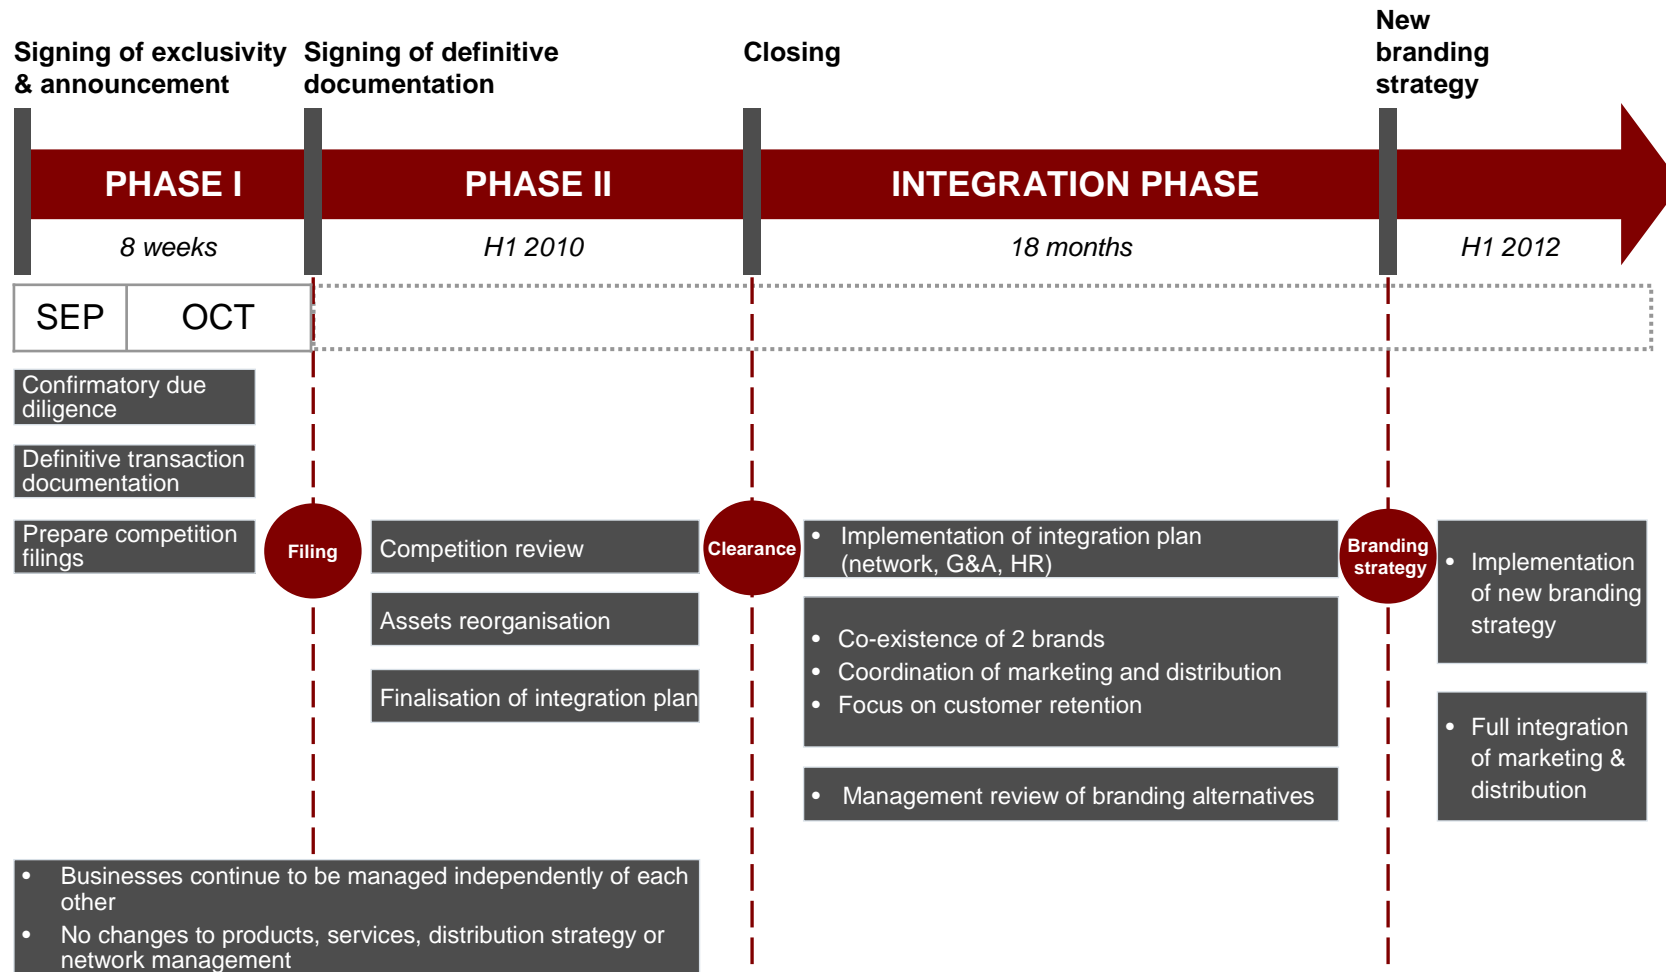 Signing of exclusivity
& announcement
Signing of definitive
documentation
Closing
New
branding
strategy
PHASE I
PHASE II
INTEGRATION PHASE
8 weeks
H1 2010
18 months
H1 2012
SEP
OCT
Confirmatory due
diligence
Definitive transaction
documentation
Prepare competition
filings
Filing
Competition review
Assets reorganisation
Finalisation of integration plan
Clearance
• Implementation of integration plan
(network, G&A, HR)
• Co-existence of 2 brands
• Coordination of marketing and distribution
• Focus on customer retention
• Management review of branding alternatives
Branding
strategy
• Implementation
of new branding
strategy
• Full integration
of marketing &
distribution
• Businesses continue to be managed independently of each
other
• No changes to products, services, distribution strategy or
network management